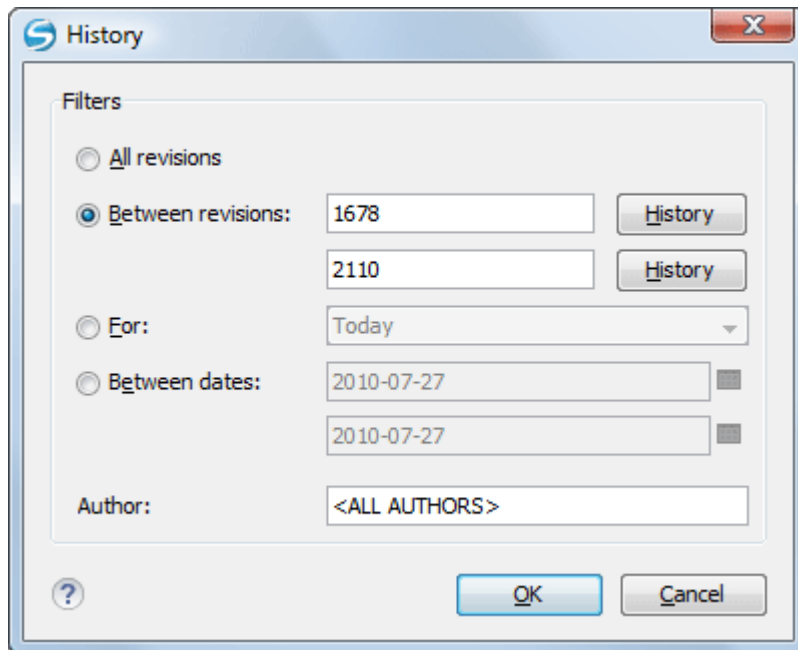 History
Filters
All revisions
Between revisions: 1678 History
2110 History
For: Today
Between dates: 2010-07-27
2010-07-27
Author: <ALL AUTHORS>
? OK Cancel